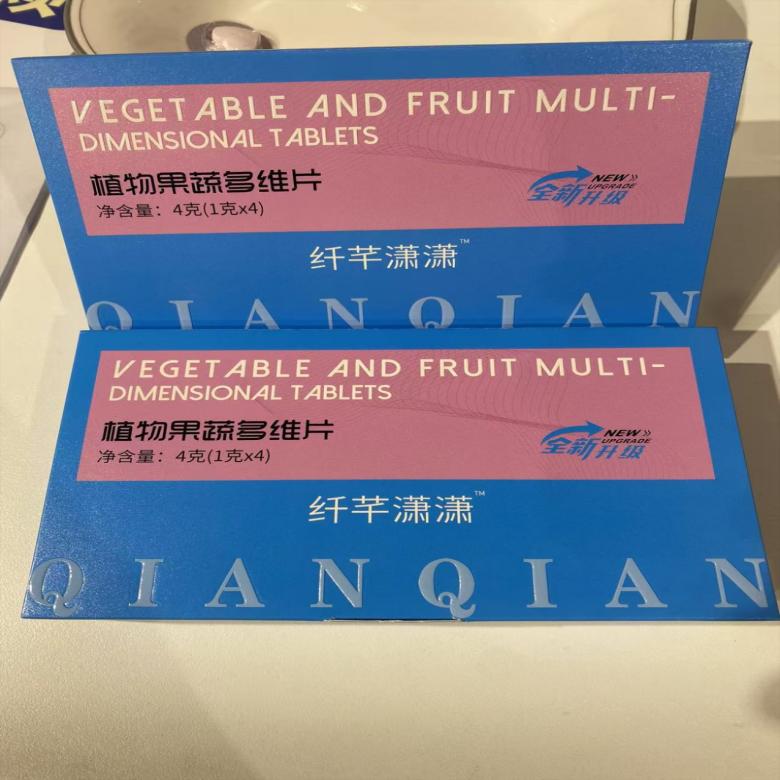 VEGETABLE AND FRUIT MULTI-
DIMENSIONAL TABLETS
植物果蔬多维片
净含量：4克(1克x4)
NEW »
UPGRADE
全新升级
纤芊潇潇™
QIANQIAN
VEGETABLE AND FRUIT MULTI-
DIMENSIONAL TABLETS
植物果蔬多维片
净含量：4克(1克x4)
NEW »
UPGRADE
全新升级
纤芊潇潇™
QIANQIAN